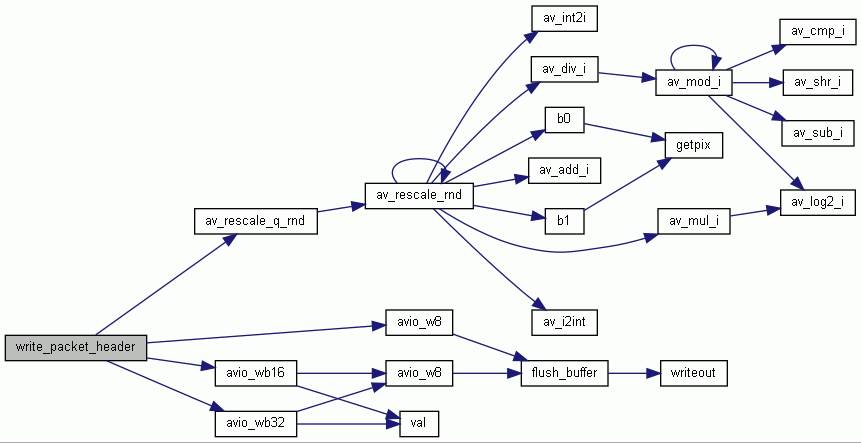 av_int2i
av_cmp_i
av_div_i
av_mod_i
av_shr_i
b0
av_sub_i
getpix
av_add_i
av_rescale_rnd
av_log2_i
av_rescale_q_rnd
b1
av_mul_i
av_i2int
avio_w8
write_packet_header
avio_wb16
avio_w8
flush_buffer
writeout
avio_wb32
val